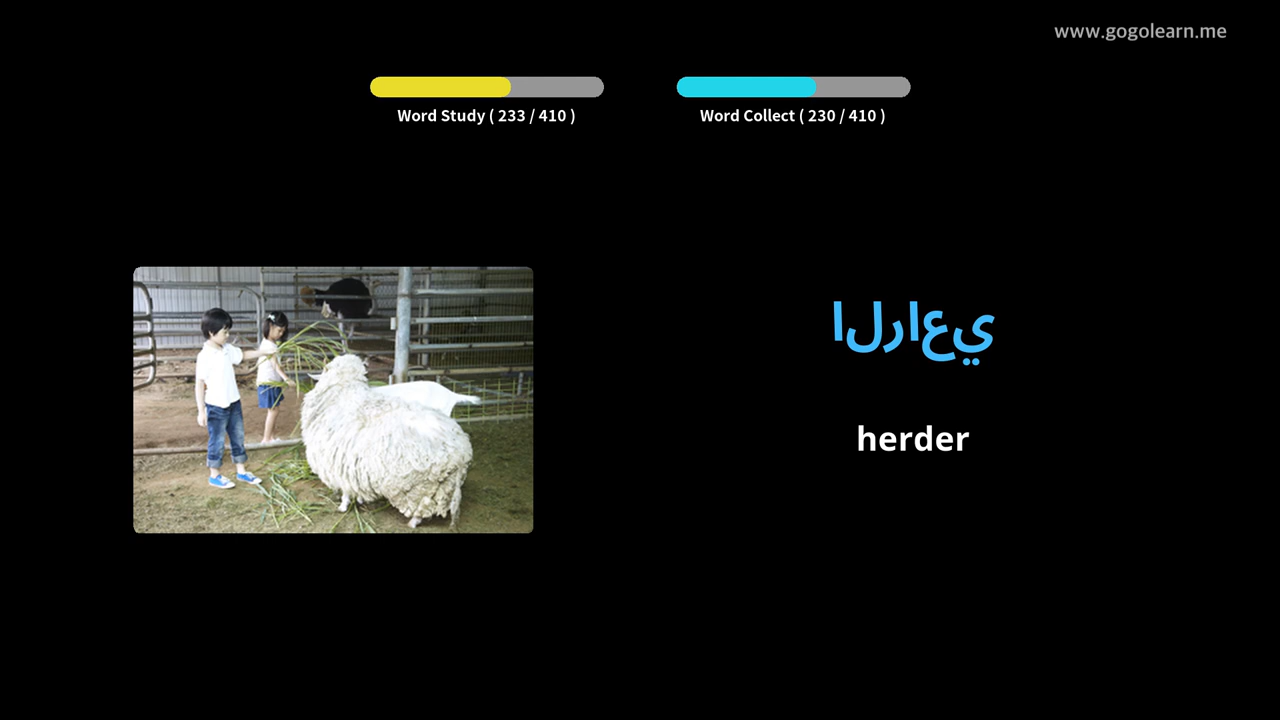 www.gogolearn.me
Word Study ( 233 / 410 )
Word Collect ( 230 / 410 )
الراعي
herder